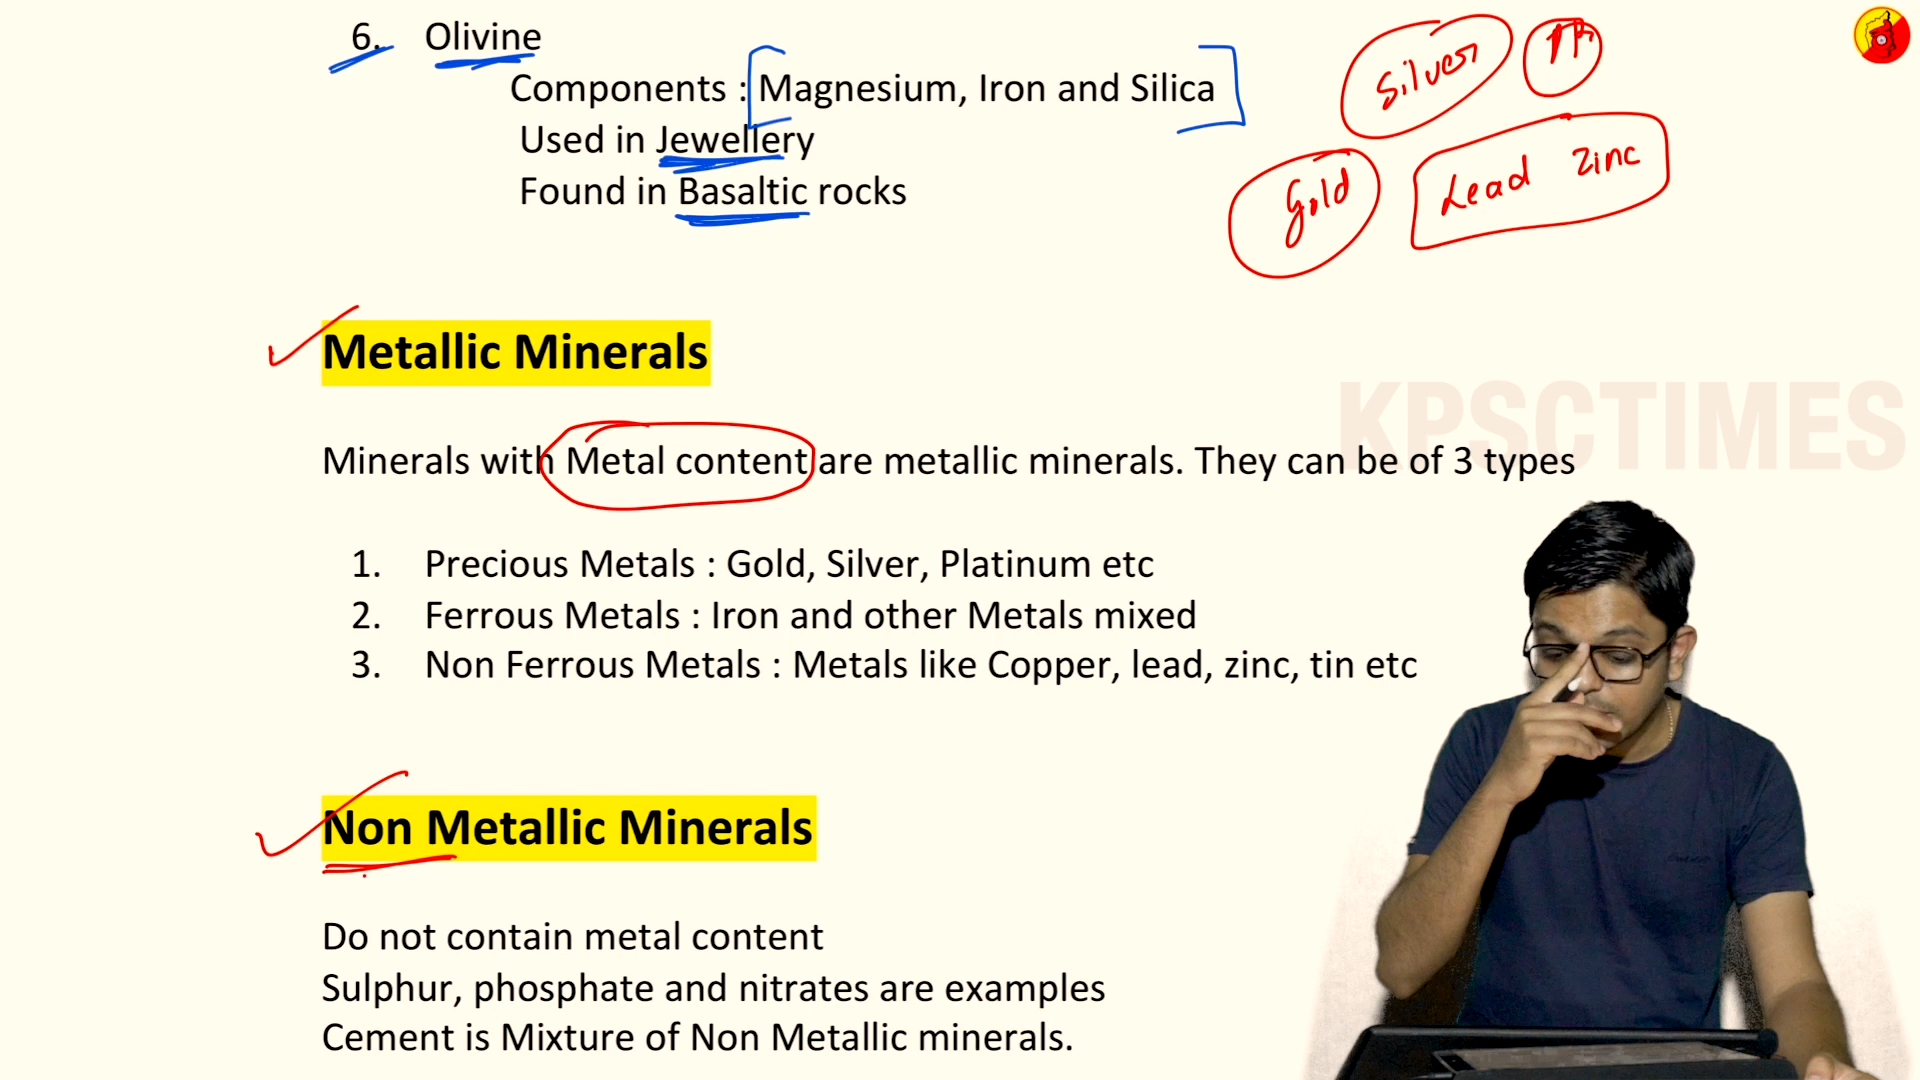 6. Olivine
Components : Magnesium, Iron and Silica
Used in Jewellery
Found in Basaltic rocks
Silver
Gold
Lead Zinc
Metallic Minerals
KPSCTIMES
Minerals with Metal content are metallic minerals. They can be of 3 types
1. Precious Metals : Gold, Silver, Platinum etc
2. Ferrous Metals : Iron and other Metals mixed
3. Non Ferrous Metals : Metals like Copper, lead, zinc, tin etc
Non Metallic Minerals
Do not contain metal content
Sulphur, phosphate and nitrates are examples
Cement is Mixture of Non Metallic minerals.